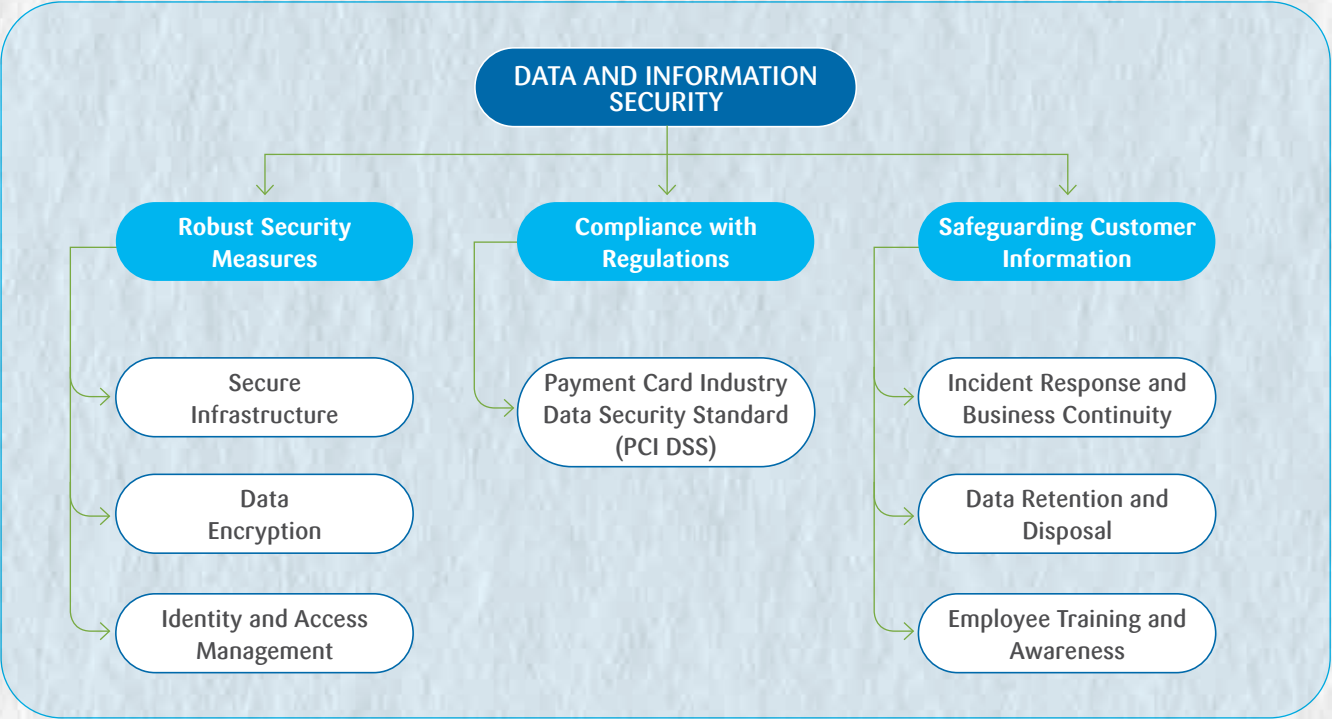 DATA AND INFORMATION
SECURITY
Robust Security
Measures
Compliance with
Regulations
Safeguarding Customer
Information
Secure
Infrastructure
Payment Card Industry
Data Security Standard
(PCI DSS)
Incident Response and
Business Continuity
Data
Encryption
Data Retention and
Disposal
Identity and Access
Management
Employee Training and
Awareness